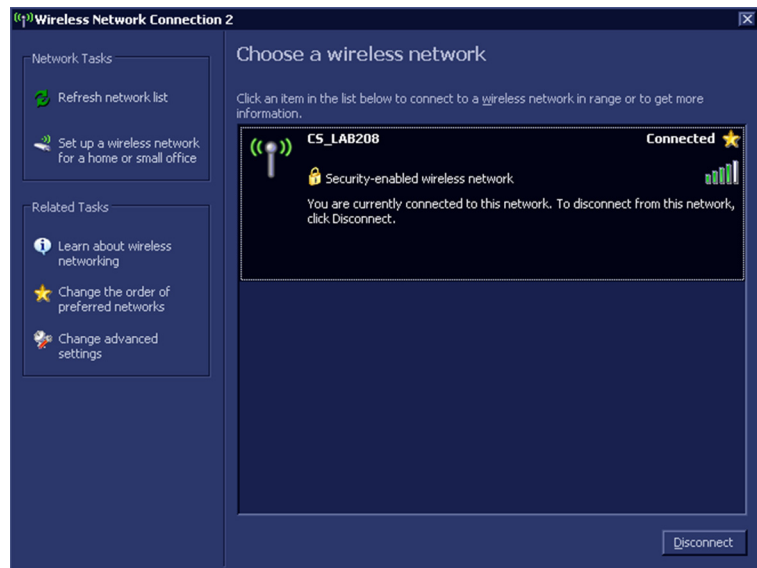 Wireless Network Connection 2
Network Tasks
Refresh network list
Set up a wireless network
for a home or small office
Related Tasks
Learn about wireless
networking
Change the order of
preferred networks
Change advanced
settings
Choose a wireless network
Click an item in the list below to connect to a wireless network in range or to get more
information.
CS_LAB208
Connected
Security-enabled wireless network
You are currently connected to this network. To disconnect from this network,
click Disconnect.
Disconnect